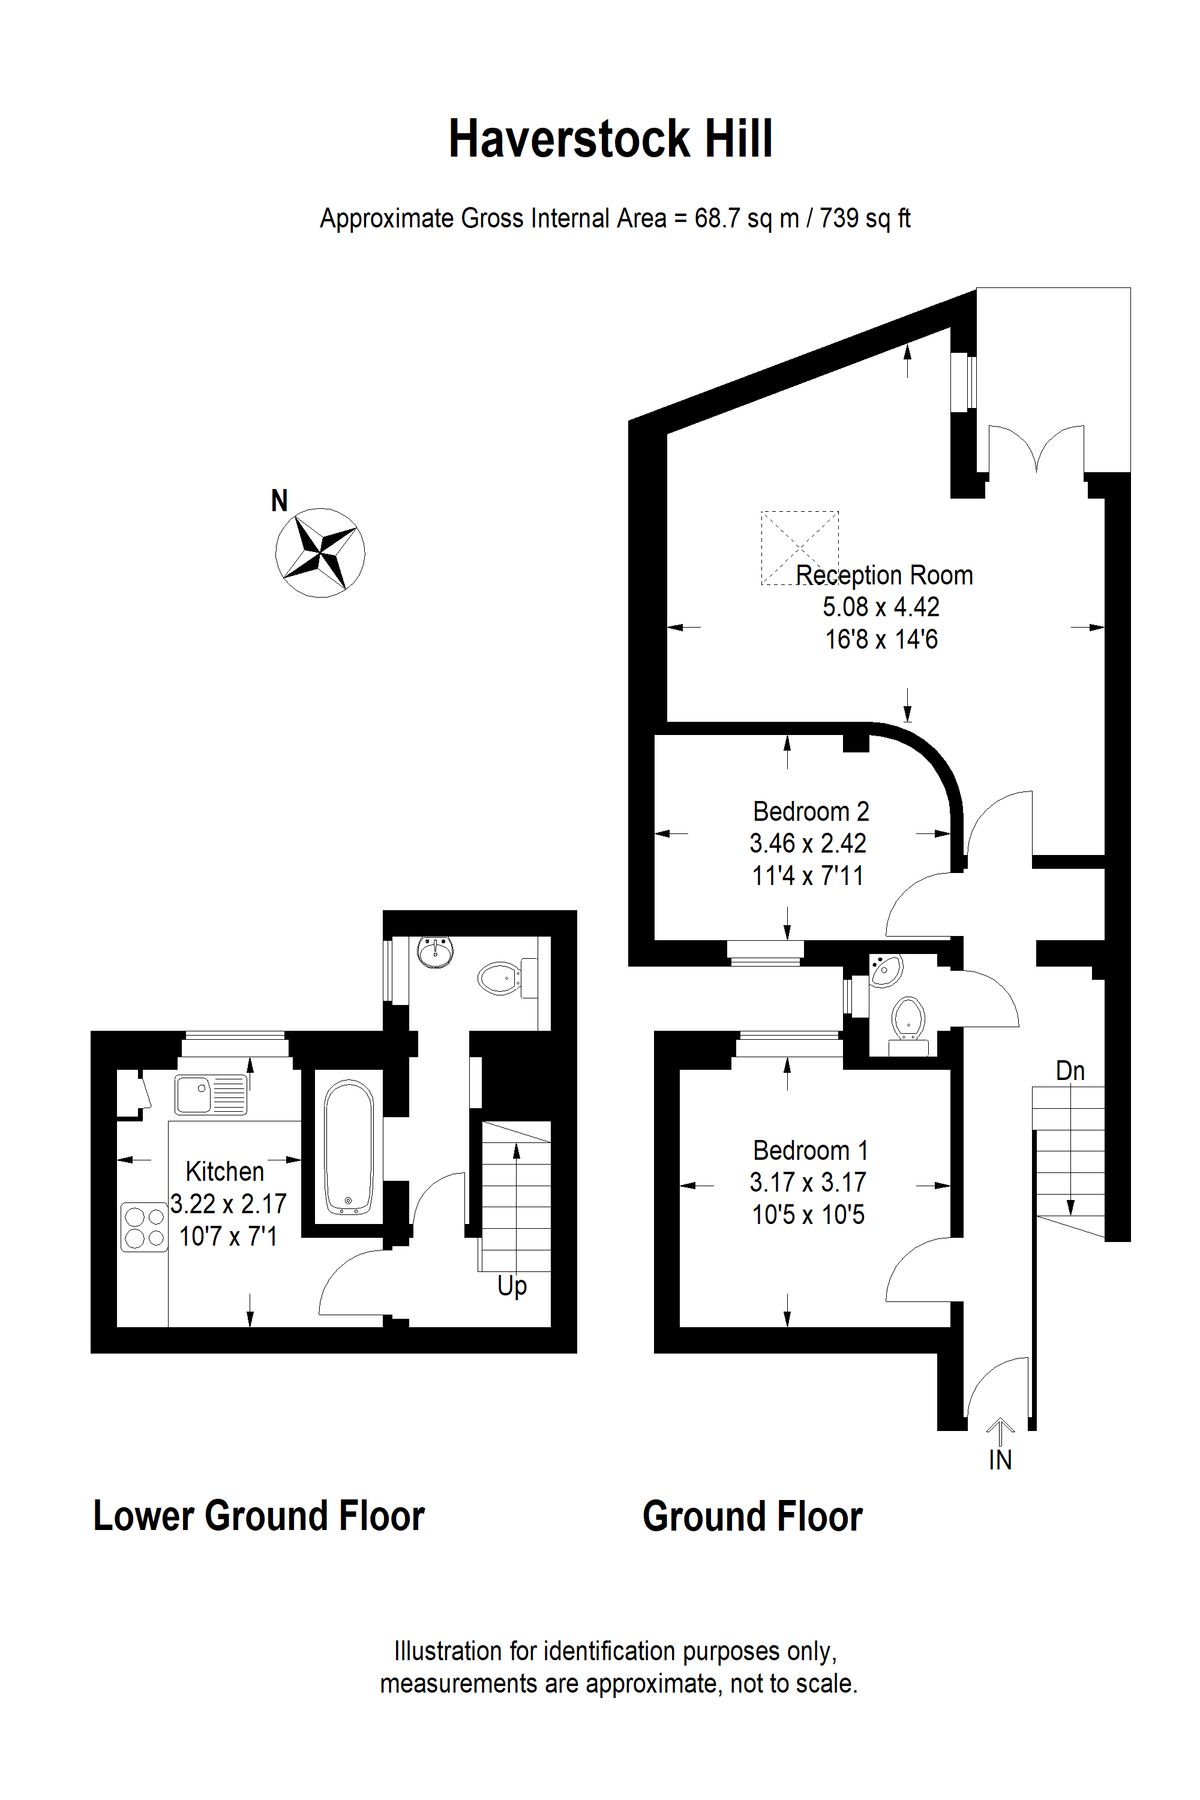 Haverstock Hill
Approximate Gross Internal Area = 68.7 sq m / 739 sq ft
N
Reception Room
5.08 x 4.42
16'8 x 14'6
Bedroom 2
3.46 x 2.42
11'4 x 7'11
Dn
Bedroom 1
3.17 x 3.17
10'5 x 10'5
Kitchen
3.22 x 2.17
10'7 x 7'1
Up
IN
Lower Ground Floor
Ground Floor
Illustration for identification purposes only,
measurements are approximate, not to scale.